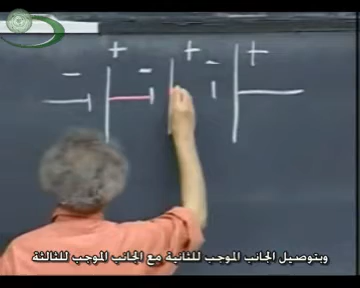 + + +
- - -
وبتوصيل الجانب الموجب للثانية مع الجانب الموجب للثالثة